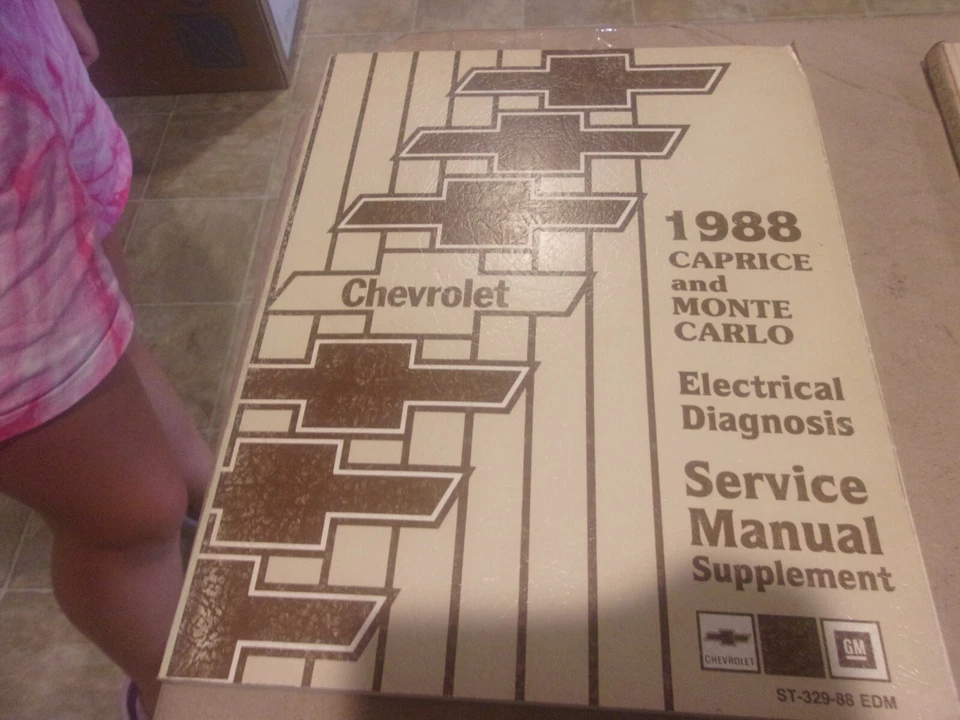 Chevrolet
1988
CAPRICE
and
MONTE
CARLO
Electrical
Diagnosis
Service
Manual
Supplement
CHEVROLET
GM
ST-329-88 EDM